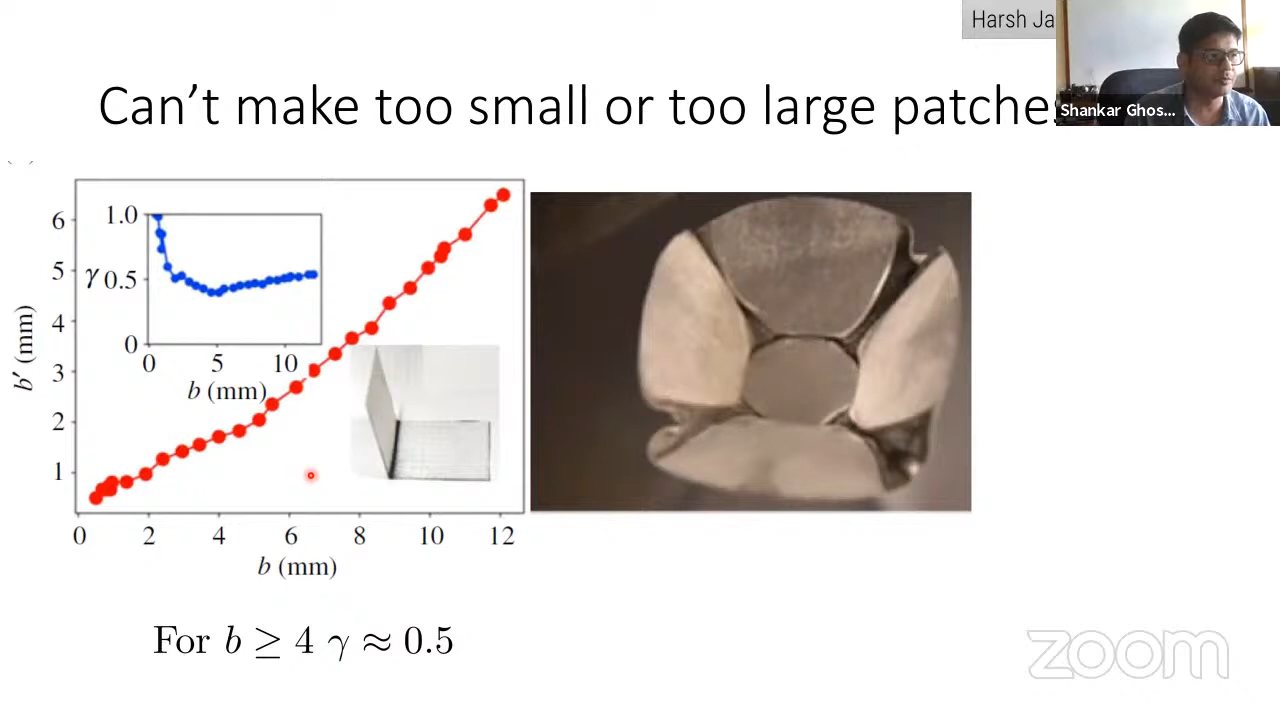 Harsh Ja
Shankar Ghos...
Can't make too small or too large patches
b′ (mm)
6
5
4
3
2
1
0 2 4 6 8 10 12
b (mm)
γ
1.0
0.5
0
0 5 10
b (mm)
For b ≥ 4 γ ≈ 0.5
zoom